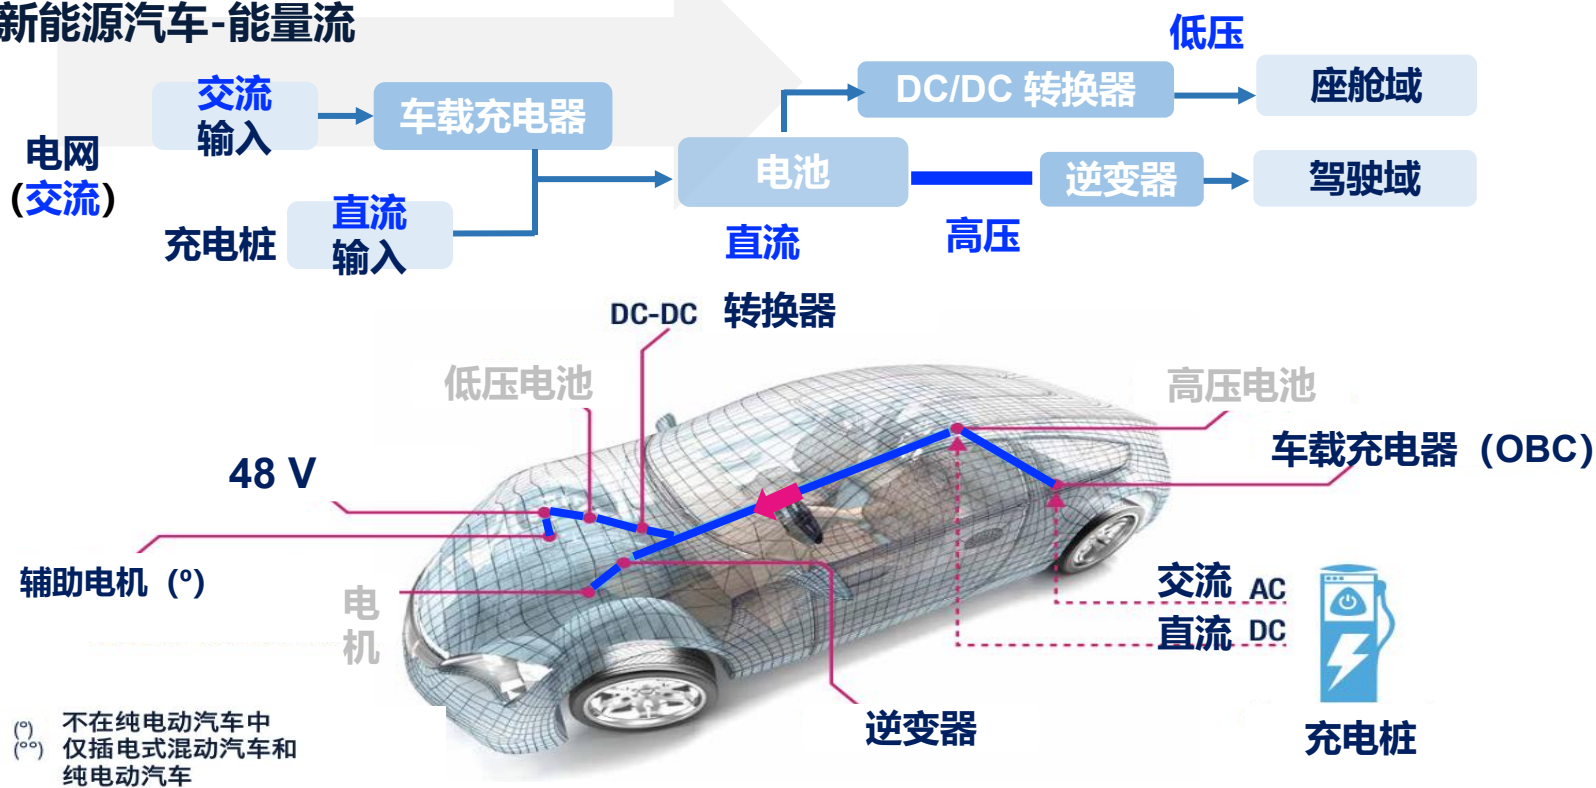 新能源汽车-能量流
低压
交流
输入
车载充电器
DC/DC 转换器
座舱域
电网
(交流)
电池
逆变器
驾驶域
充电桩
直流
输入
直流
高压
DC-DC 转换器
低压电池
高压电池
车载充电器（OBC）
48 V
辅助电机（º）
电
机
交流 AC
直流 DC
逆变器
充电桩
(º) 不在纯电动汽车中
(ºº) 仅插电式混动汽车和
纯电动汽车